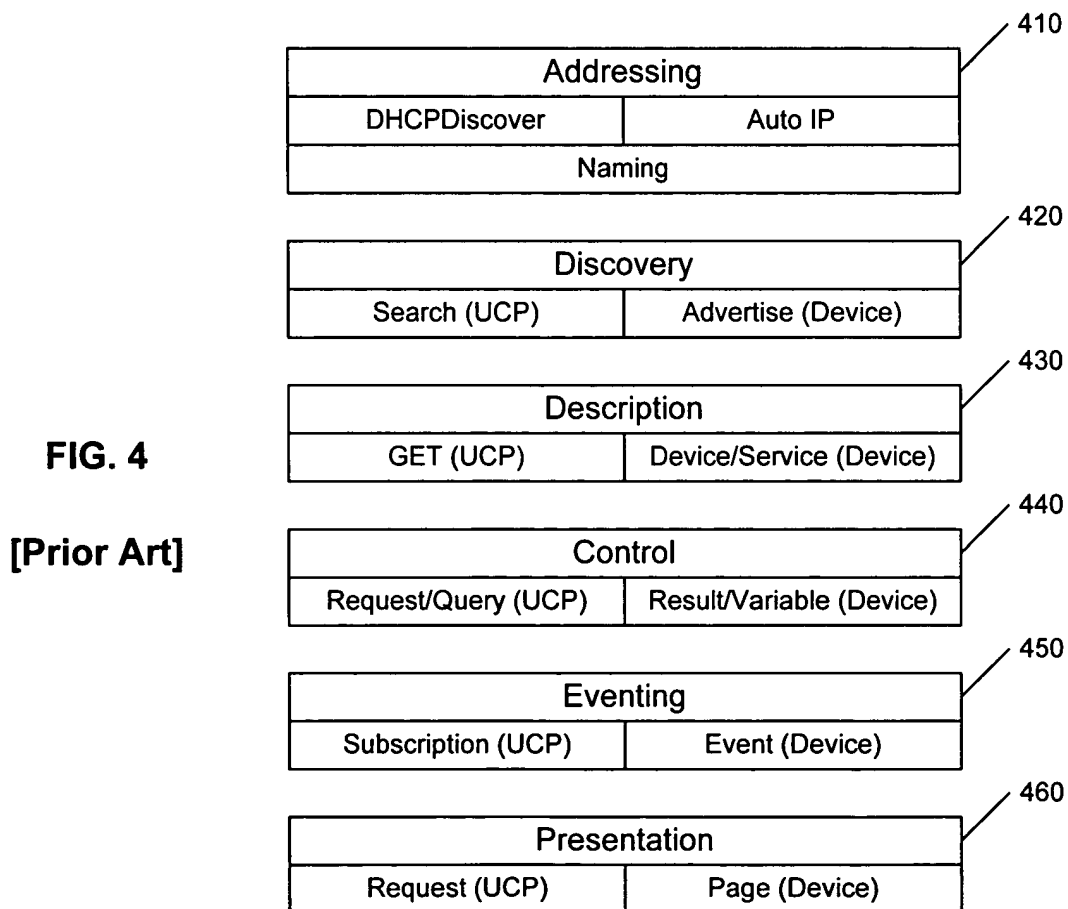 410
Addressing
DHCPDiscover Auto IP
Naming
420
Discovery
Search (UCP) Advertise (Device)
430
Description
GET (UCP) Device/Service (Device)
FIG. 4
[Prior Art]
440
Control
Request/Query (UCP) Result/Variable (Device)
450
Eventing
Subscription (UCP) Event (Device)
460
Presentation
Request (UCP) Page (Device)